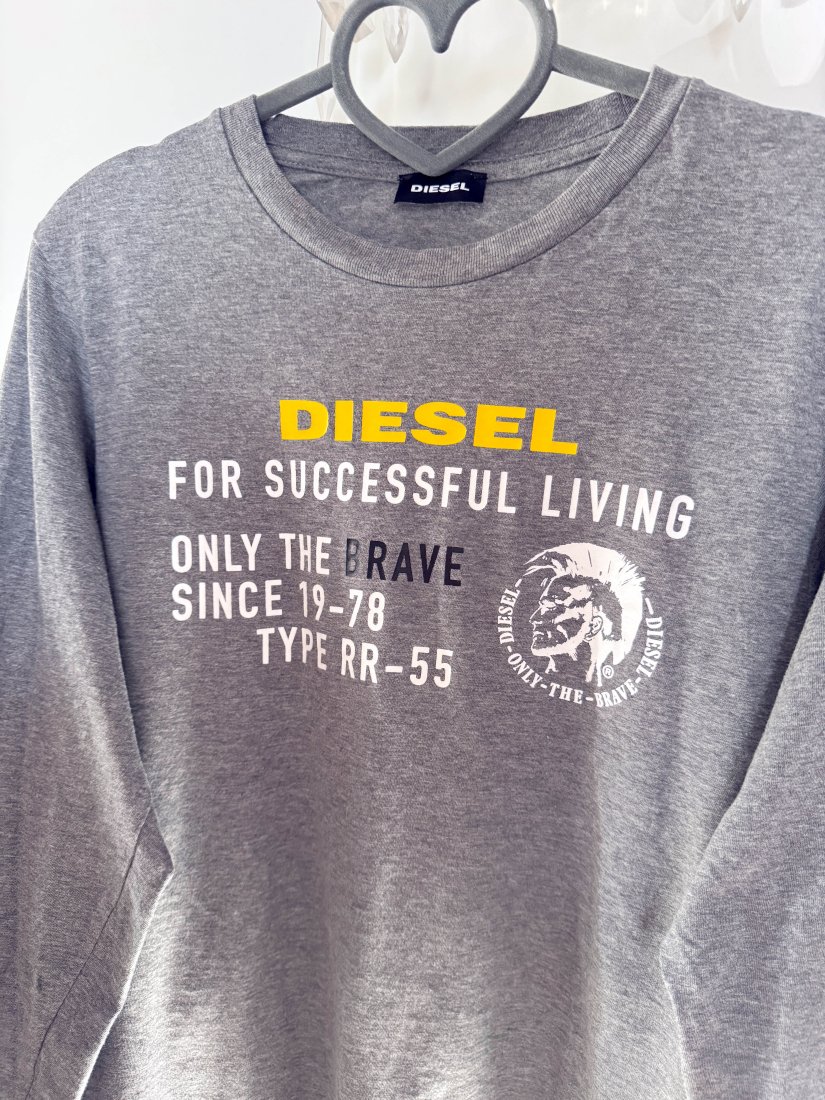 DIESEL
DIESEL
FOR SUCCESSFUL LIVING
ONLY THE BRAVE
SINCE 19-78
TYPE RR-55
DIESEL-ONLY-THE-BRAVE-DIESEL-
®